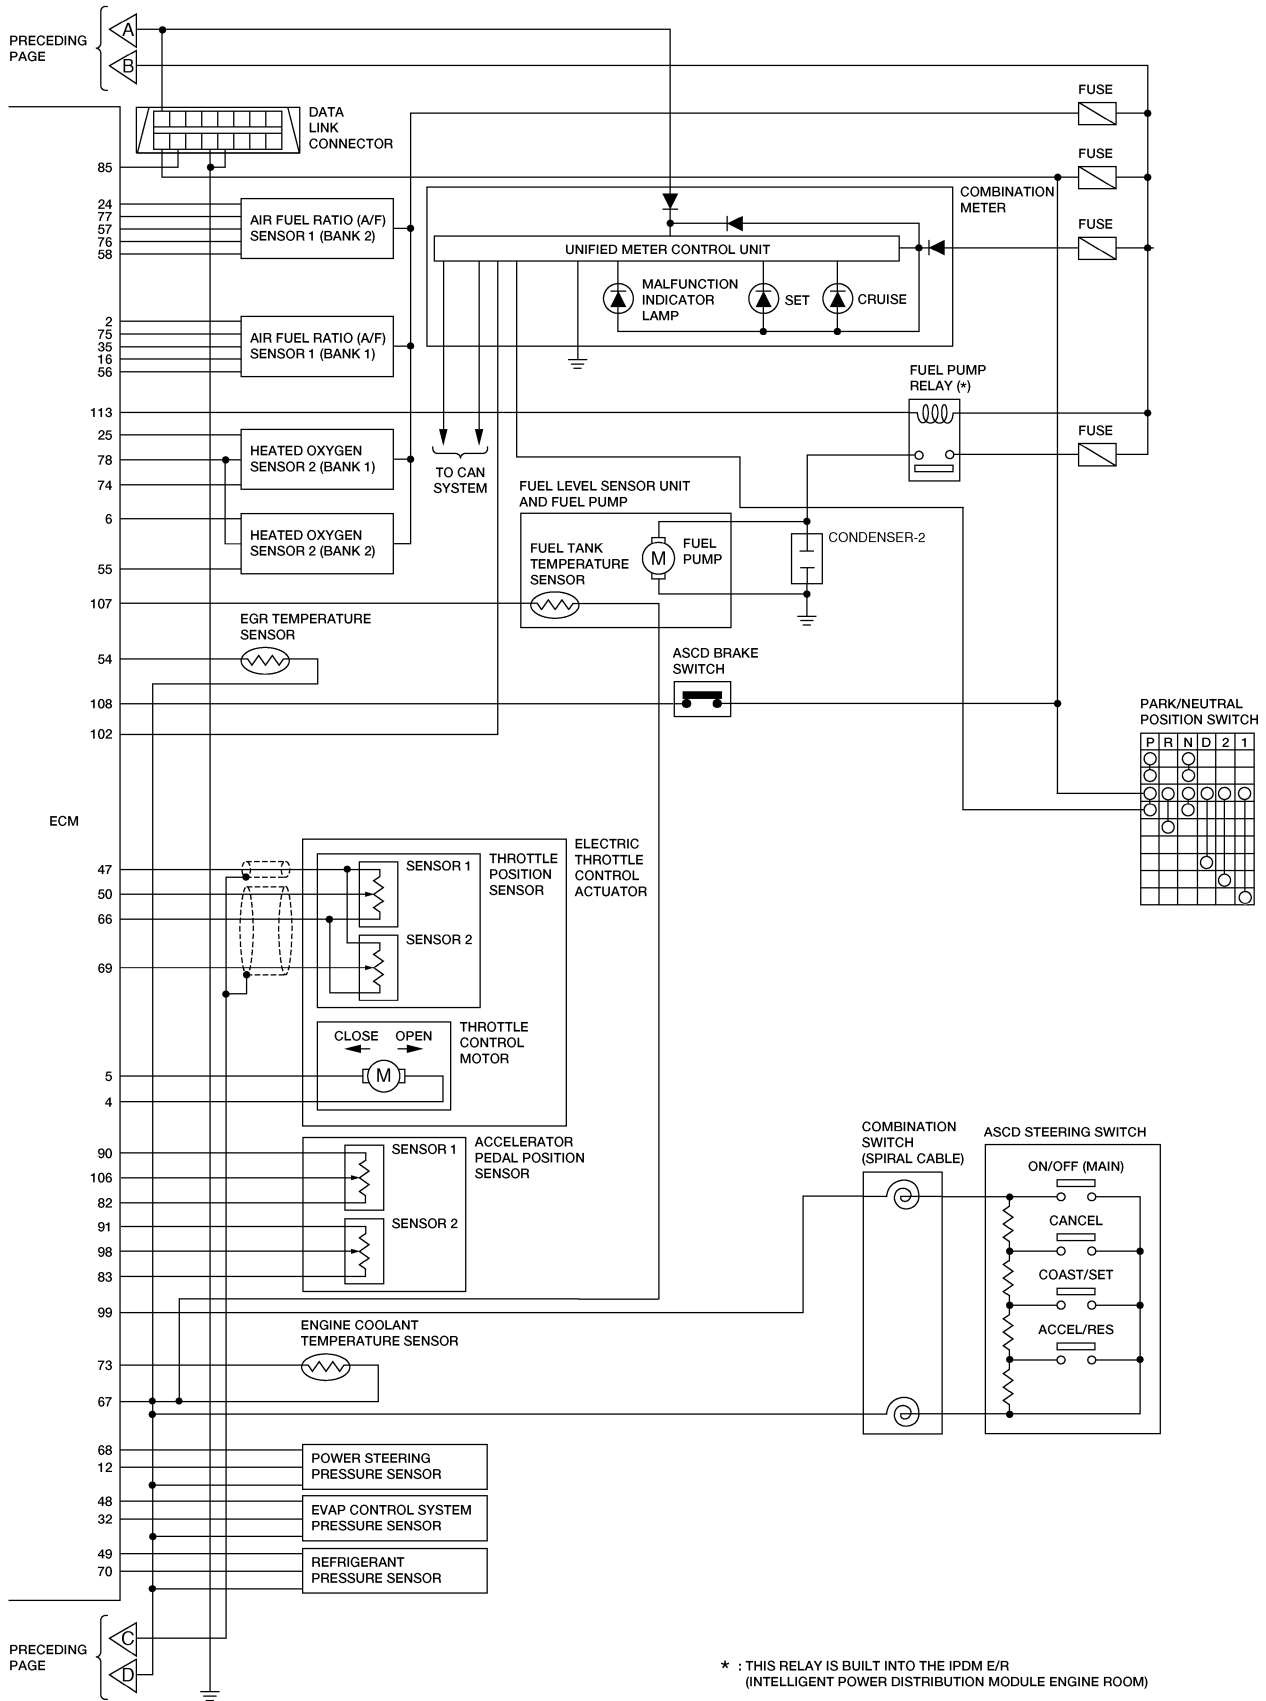 PRECEDING
PAGE
A
B
DATA
LINK
CONNECTOR
FUSE
FUSE
FUSE
FUSE
85
24
77
57
76
58
AIR FUEL RATIO (A/F)
SENSOR 1 (BANK 2)
COMBINATION
METER
UNIFIED METER CONTROL UNIT
MALFUNCTION
INDICATOR
LAMP
SET
CRUISE
2
75
35
16
56
AIR FUEL RATIO (A/F)
SENSOR 1 (BANK 1)
FUEL PUMP
RELAY (*)
113
25
78
74
HEATED OXYGEN
SENSOR 2 (BANK 1)
TO CAN
SYSTEM
6
55
HEATED OXYGEN
SENSOR 2 (BANK 2)
FUEL LEVEL SENSOR UNIT
AND FUEL PUMP
FUEL TANK
TEMPERATURE
SENSOR
M
FUEL
PUMP
CONDENSER-2
107
EGR TEMPERATURE
SENSOR
54
ASCD BRAKE
SWITCH
108
102
PARK/NEUTRAL
POSITION SWITCH
P R N D 2 1
ECM
47
50
66
69
SENSOR 1
SENSOR 2
THROTTLE
POSITION
SENSOR
ELECTRIC
THROTTLE
CONTROL
ACTUATOR
CLOSE OPEN
M
THROTTLE
CONTROL
MOTOR
5
4
90
106
82
91
98
83
SENSOR 1
SENSOR 2
ACCELERATOR
PEDAL POSITION
SENSOR
COMBINATION
SWITCH
(SPIRAL CABLE)
ASCD STEERING SWITCH
ON/OFF (MAIN)
CANCEL
COAST/SET
ACCEL/RES
99
ENGINE COOLANT
TEMPERATURE SENSOR
73
67
68
12
POWER STEERING
PRESSURE SENSOR
48
32
EVAP CONTROL SYSTEM
PRESSURE SENSOR
49
70
REFRIGERANT
PRESSURE SENSOR
PRECEDING
PAGE
C
D
* : THIS RELAY IS BUILT INTO THE IPDM E/R
(INTELLIGENT POWER DISTRIBUTION MODULE ENGINE ROOM)